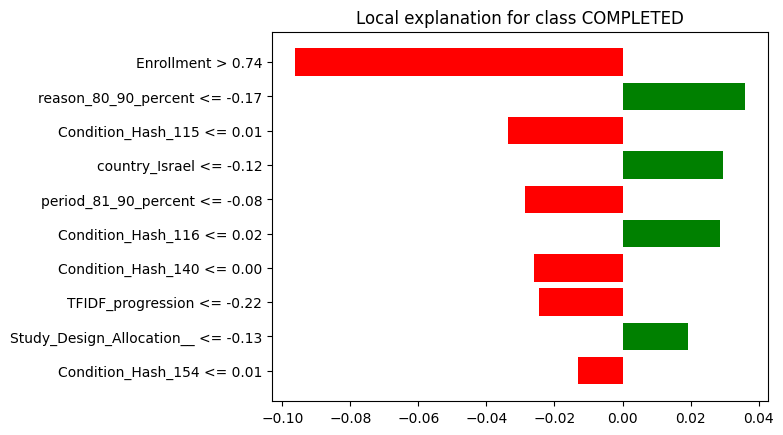 Local explanation for class COMPLETED
Enrollment > 0.74
reason_80_90_percent <= -0.17
Condition_Hash_115 <= 0.01
country_Israel <= -0.12
period_81_90_percent <= -0.08
Condition_Hash_116 <= 0.02
Condition_Hash_140 <= 0.00
TFIDF_progression <= -0.22
Study_Design_Allocation__ <= -0.13
Condition_Hash_154 <= 0.01
−0.10 −0.08 −0.06 −0.04 −0.02 0.00 0.02 0.04